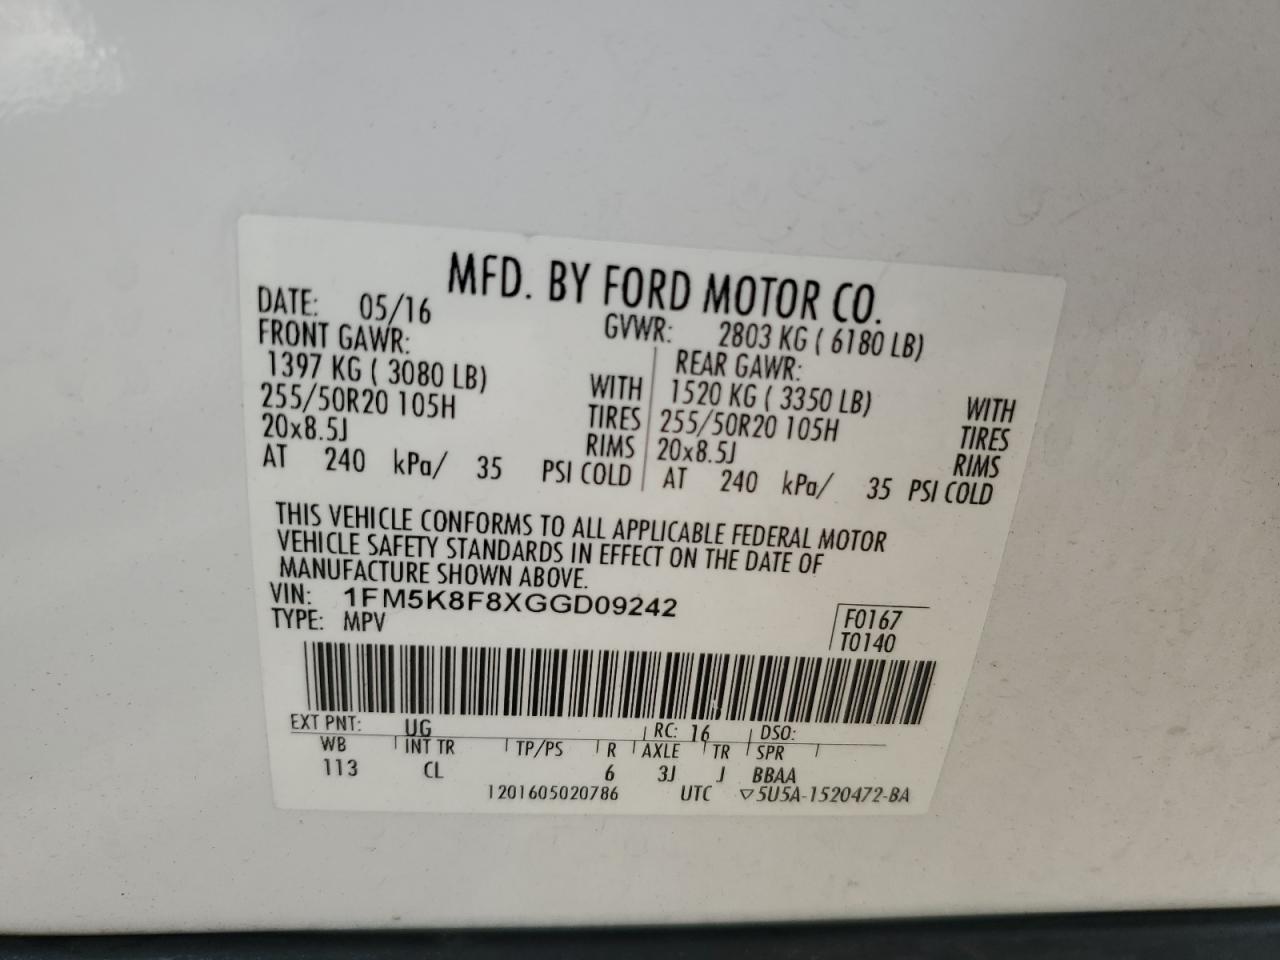 MFD. BY FORD MOTOR CO.
DATE: 05/16 GVWR: 2803 KG ( 6180 LB)
FRONT GAWR: REAR GAWR:
1397 KG ( 3080 LB) WITH 1520 KG ( 3350 LB) WITH
255/50R20 105H TIRES 255/50R20 105H TIRES
20x8.5J RIMS 20x8.5J RIMS
AT 240 kPa/ 35 PSI COLD AT 240 kPa/ 35 PSI COLD
THIS VEHICLE CONFORMS TO ALL APPLICABLE FEDERAL MOTOR
VEHICLE SAFETY STANDARDS IN EFFECT ON THE DATE OF
MANUFACTURE SHOWN ABOVE.
VIN: 1FM5K8F8XGGD09242
TYPE: MPV
F0167
T0140
EXT PNT: UG RC: 16 DSO:
WB INT TR TP/PS R AXLE TR SPR
113 CL 6 3J J BBAA
1201605020786 UTC ▽5U5A-1520472-BA